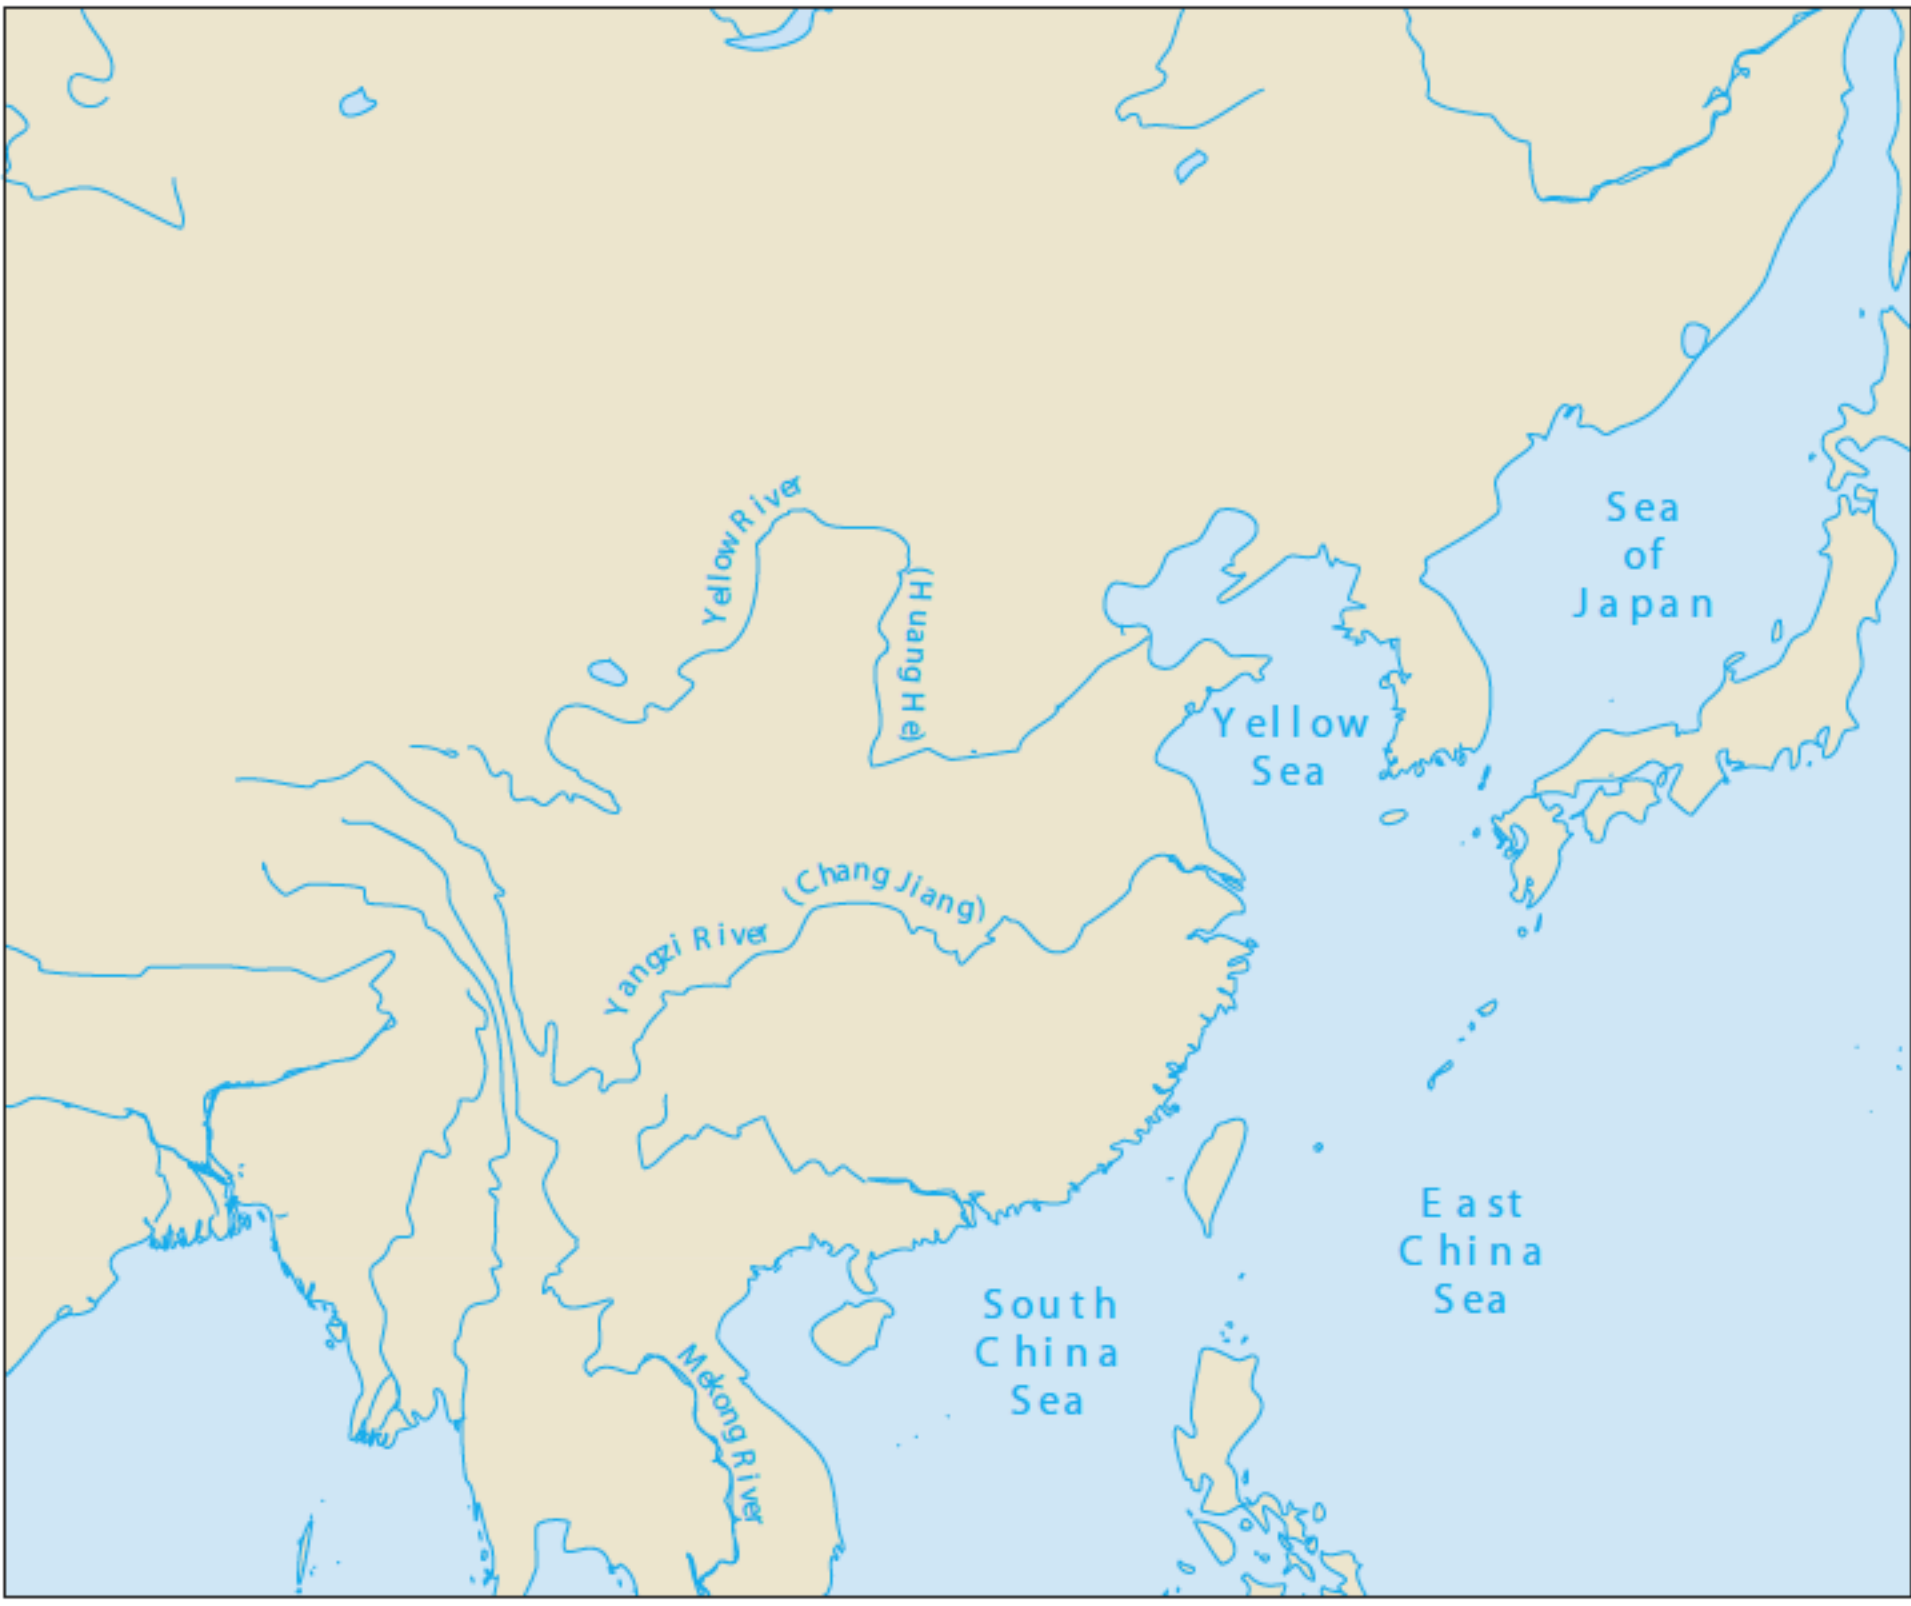 Yellow River
(Huang He)
Sea
of
Japan
Yellow
Sea
Yangzi River
(Chang Jiang)
East
China
Sea
South
China
Sea
Mekong River